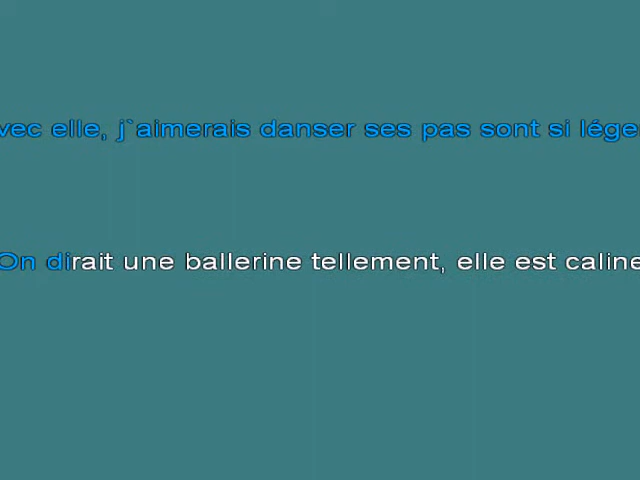 vec elle, j`aimerais danser ses pas sont si lége
On dirait une ballerine tellement, elle est caline